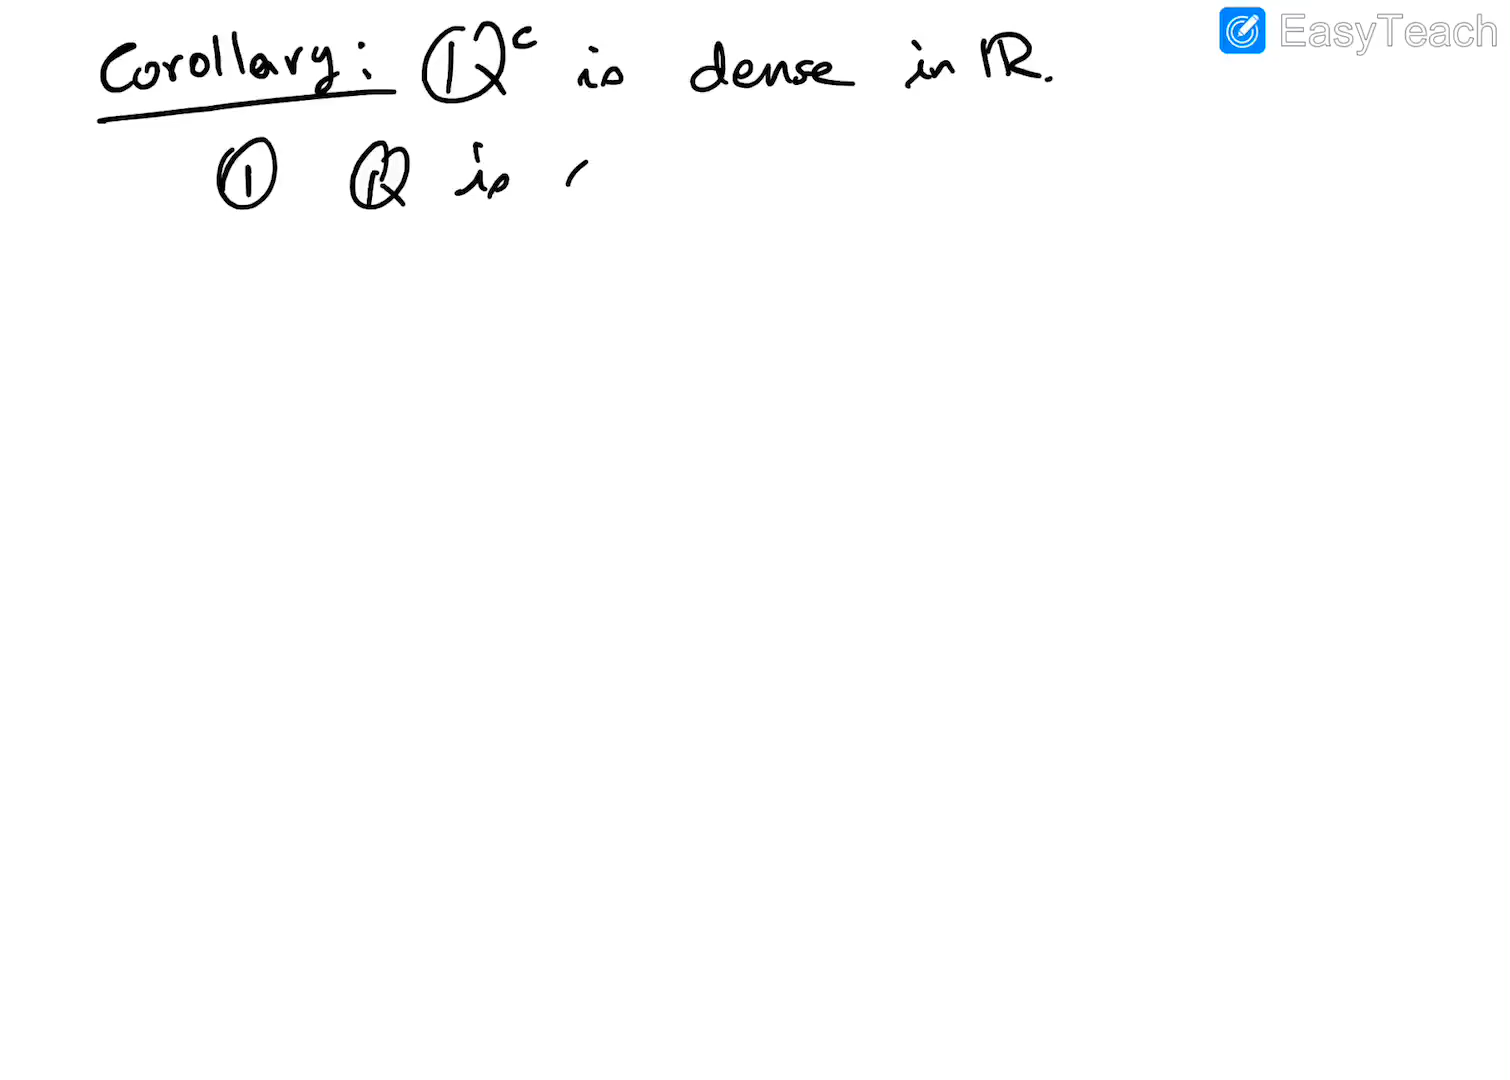 Corollary: ℚᶜ is dense in ℝ.
① ℚ is
EasyTeach